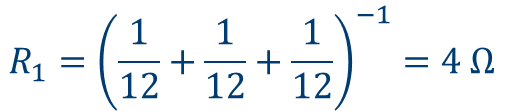 R₁ = (1/12 + 1/12 + 1/12)⁻¹ = 4 Ω